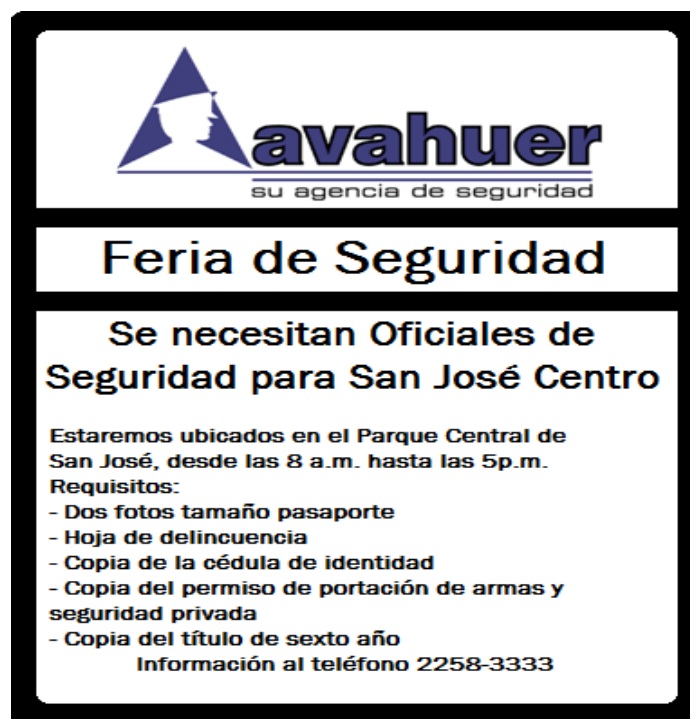 avahuer
su agencia de seguridad
Feria de Seguridad
Se necesitan Oficiales de
Seguridad para San José Centro
Estaremos ubicados en el Parque Central de
San José, desde las 8 a.m. hasta las 5p.m.
Requisitos:
- Dos fotos tamaño pasaporte
- Hoja de delincuencia
- Copia de la cédula de identidad
- Copia del permiso de portación de armas y
seguridad privada
- Copia del título de sexto año
Información al teléfono 2258-3333